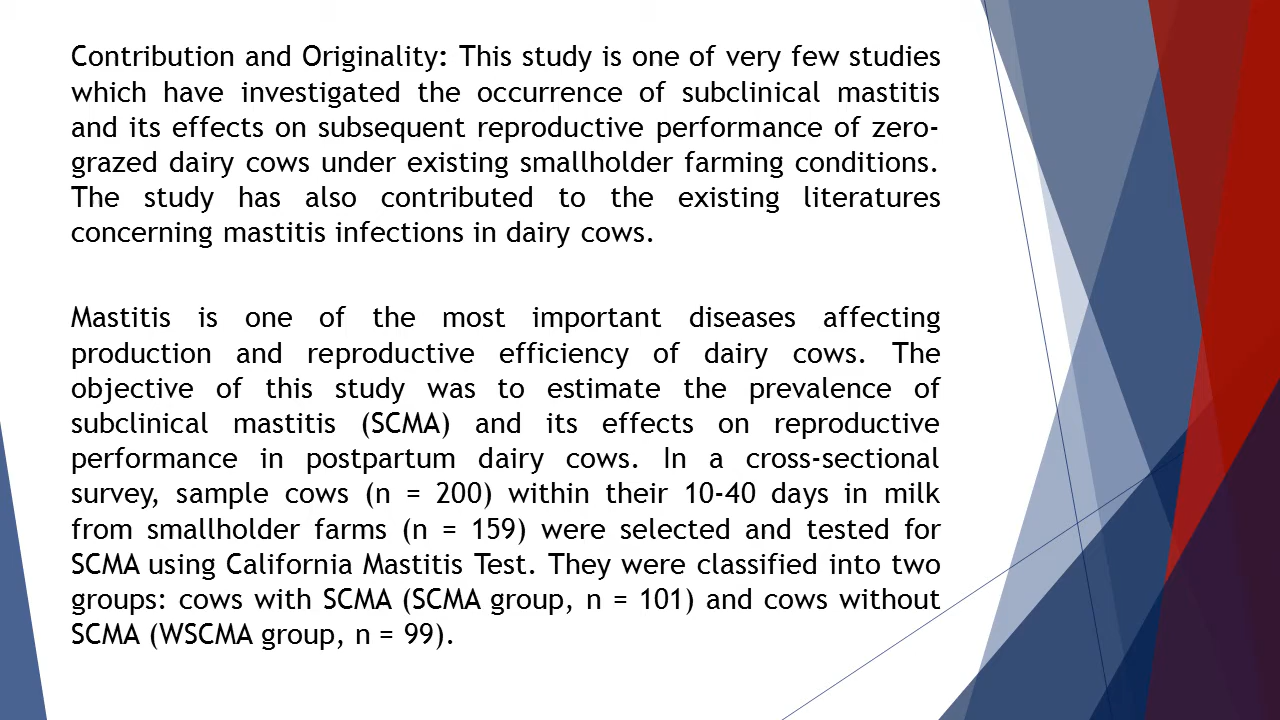 Contribution and Originality: This study is one of very few studies
which have investigated the occurrence of subclinical mastitis
and its effects on subsequent reproductive performance of zero-
grazed dairy cows under existing smallholder farming conditions.
The study has also contributed to the existing literatures
concerning mastitis infections in dairy cows.
Mastitis is one of the most important diseases affecting
production and reproductive efficiency of dairy cows. The
objective of this study was to estimate the prevalence of
subclinical mastitis (SCMA) and its effects on reproductive
performance in postpartum dairy cows. In a cross-sectional
survey, sample cows (n = 200) within their 10-40 days in milk
from smallholder farms (n = 159) were selected and tested for
SCMA using California Mastitis Test. They were classified into two
groups: cows with SCMA (SCMA group, n = 101) and cows without
SCMA (WSCMA group, n = 99).